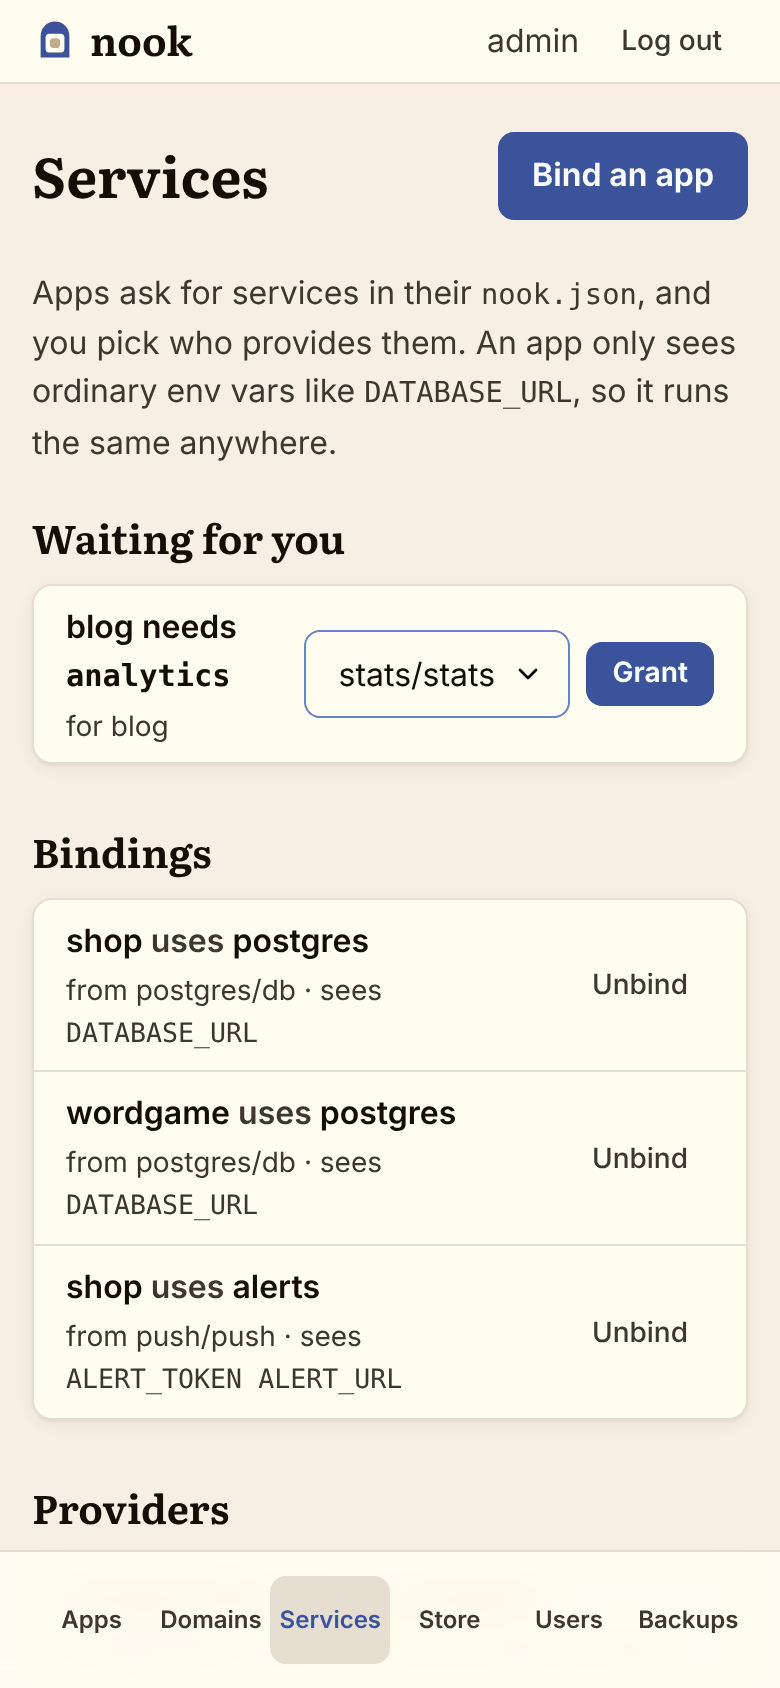 nook
admin
Log out
Services
Bind an app
Apps ask for services in their nook.json, and
you pick who provides them. An app only sees
ordinary env vars like DATABASE_URL, so it runs
the same anywhere.
Waiting for you
blog needs
analytics
for blog
stats/stats
Grant
Bindings
shop uses postgres
from postgres/db · sees
DATABASE_URL
Unbind
wordgame uses postgres
from postgres/db · sees
DATABASE_URL
Unbind
shop uses alerts
from push/push · sees
ALERT_TOKEN ALERT_URL
Unbind
Providers
Apps
Domains
Services
Store
Users
Backups